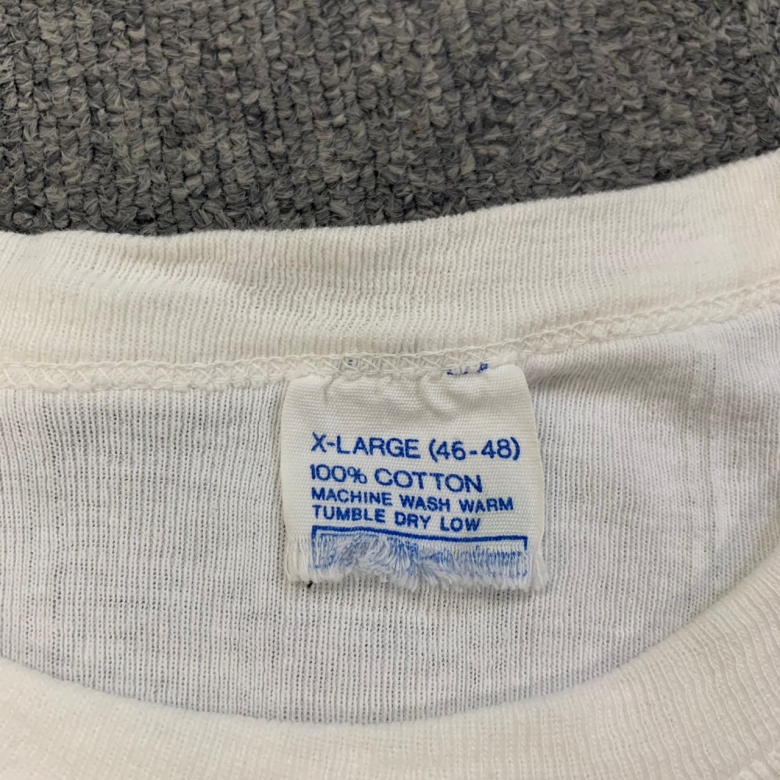 X-LARGE (46-48)
100% COTTON
MACHINE WASH WARM
TUMBLE DRY LOW